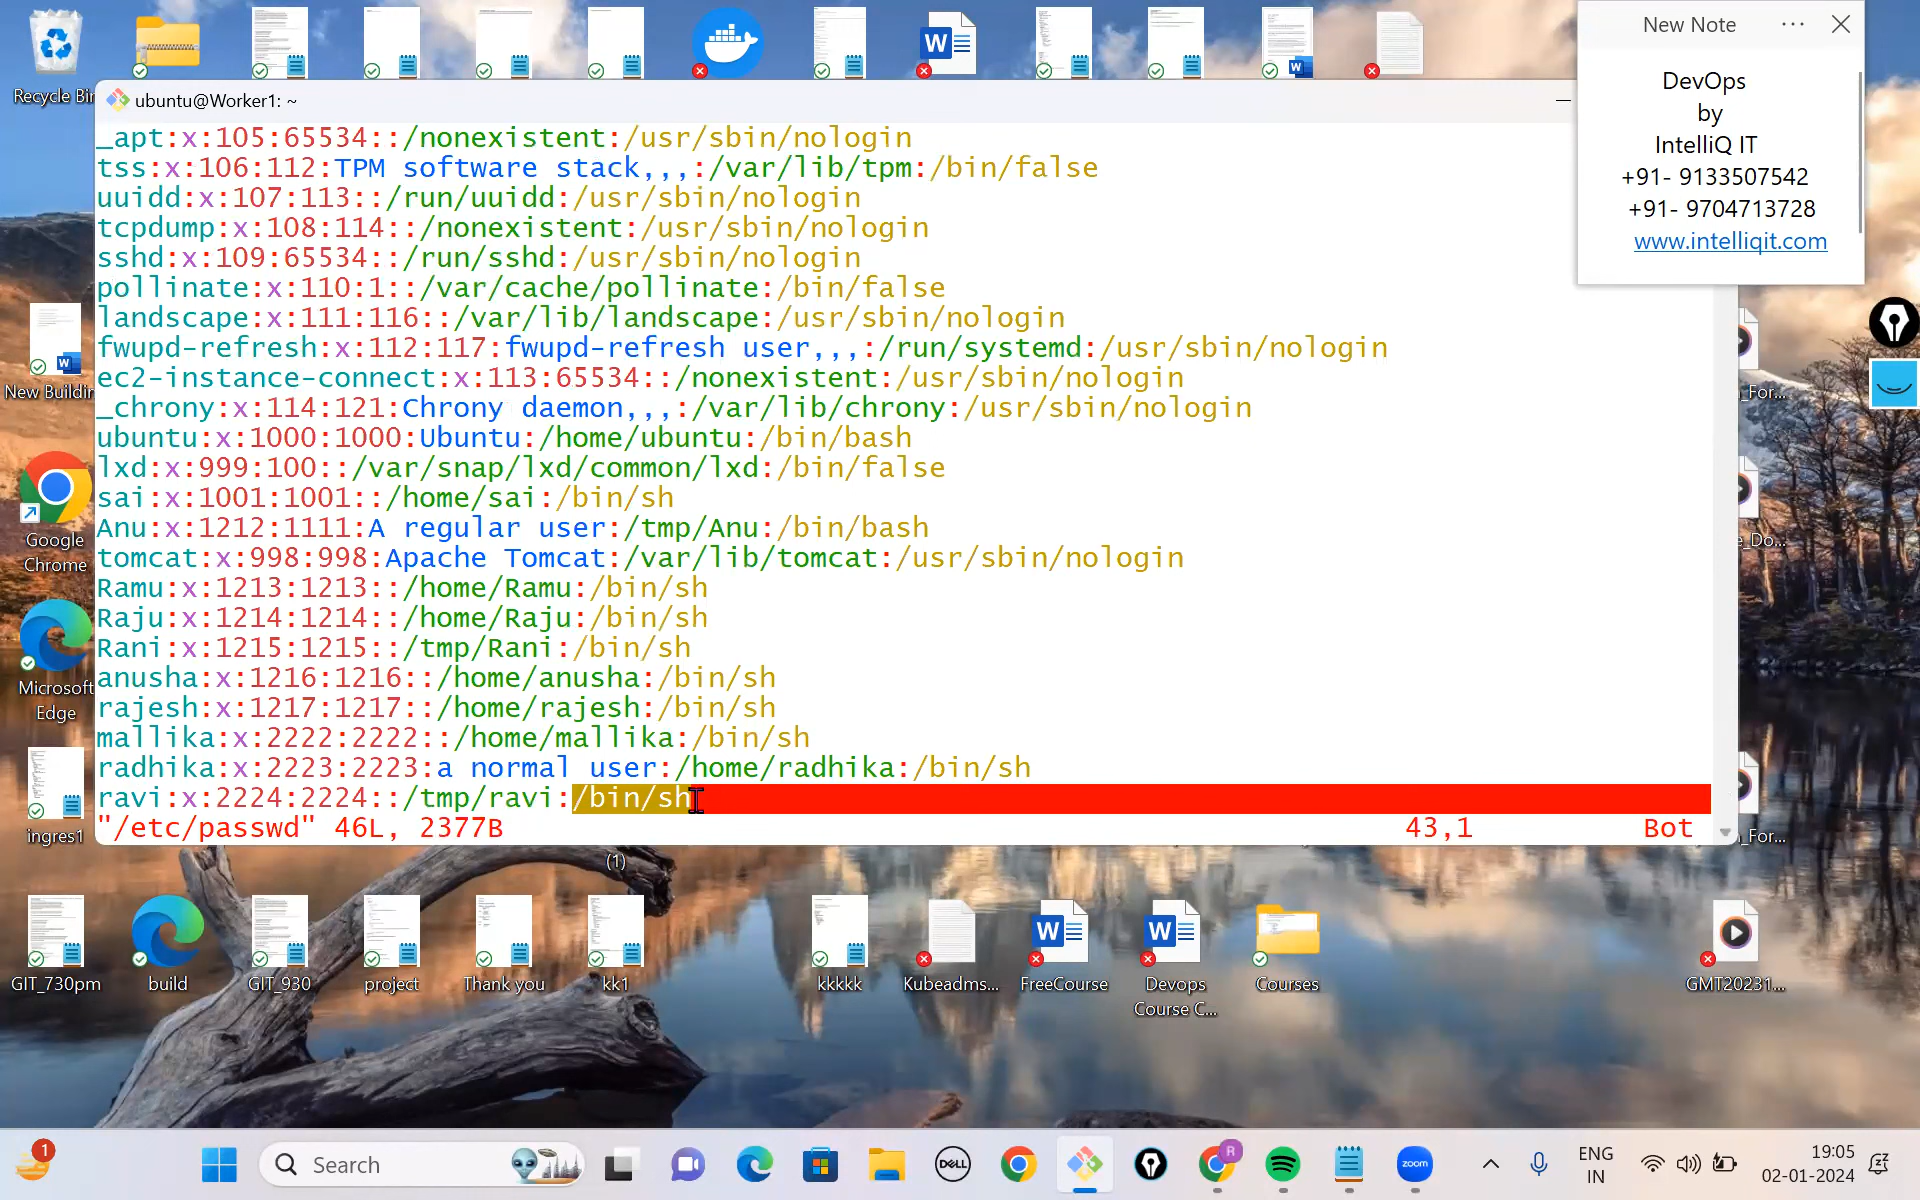 New Note
DevOps
by
IntelliQ IT
+91- 9133507542
+91- 9704713728
www.intelliqit.com
Recycle Bin
ubuntu@Worker1: ~
_apt:x:105:65534::/nonexistent:/usr/sbin/nologin
tss:x:106:112:TPM software stack,,,:/var/lib/tpm:/bin/false
uuidd:x:107:113::/run/uuidd:/usr/sbin/nologin
tcpdump:x:108:114::/nonexistent:/usr/sbin/nologin
sshd:x:109:65534::/run/sshd:/usr/sbin/nologin
pollinate:x:110:1::/var/cache/pollinate:/bin/false
landscape:x:111:116::/var/lib/landscape:/usr/sbin/nologin
fwupd-refresh:x:112:117:fwupd-refresh user,,,:/run/systemd:/usr/sbin/nologin
ec2-instance-connect:x:113:65534::/nonexistent:/usr/sbin/nologin
_chrony:x:114:121:Chrony daemon,,,:/var/lib/chrony:/usr/sbin/nologin
ubuntu:x:1000:1000:Ubuntu:/home/ubuntu:/bin/bash
lxd:x:999:100::/var/snap/lxd/common/lxd:/bin/false
sai:x:1001:1001::/home/sai:/bin/sh
Anu:x:1212:1111:A regular user:/tmp/Anu:/bin/bash
tomcat:x:998:998:Apache Tomcat:/var/lib/tomcat:/usr/sbin/nologin
Ramu:x:1213:1213::/home/Ramu:/bin/sh
Raju:x:1214:1214::/home/Raju:/bin/sh
Rani:x:1215:1215::/tmp/Rani:/bin/sh
anusha:x:1216:1216::/home/anusha:/bin/sh
rajesh:x:1217:1217::/home/rajesh:/bin/sh
mallika:x:2222:2222::/home/mallika:/bin/sh
radhika:x:2223:2223:a normal user:/home/radhika:/bin/sh
ravi:x:2224:2224::/tmp/ravi:/bin/sh
"/etc/passwd" 46L, 2377B 43,1 Bot
New Buildin
Google
Chrome
Microsoft
Edge
ingres1
_For...
_Do...
_For...
(1)
GIT_730pm build GIT_930 project Thank you kk1 kkkkk Kubeadms... FreeCourse Devops Courses GMT20231...
Course C...
1
Search
DELL
R
zoom
ENG
IN
19:05
02-01-2024